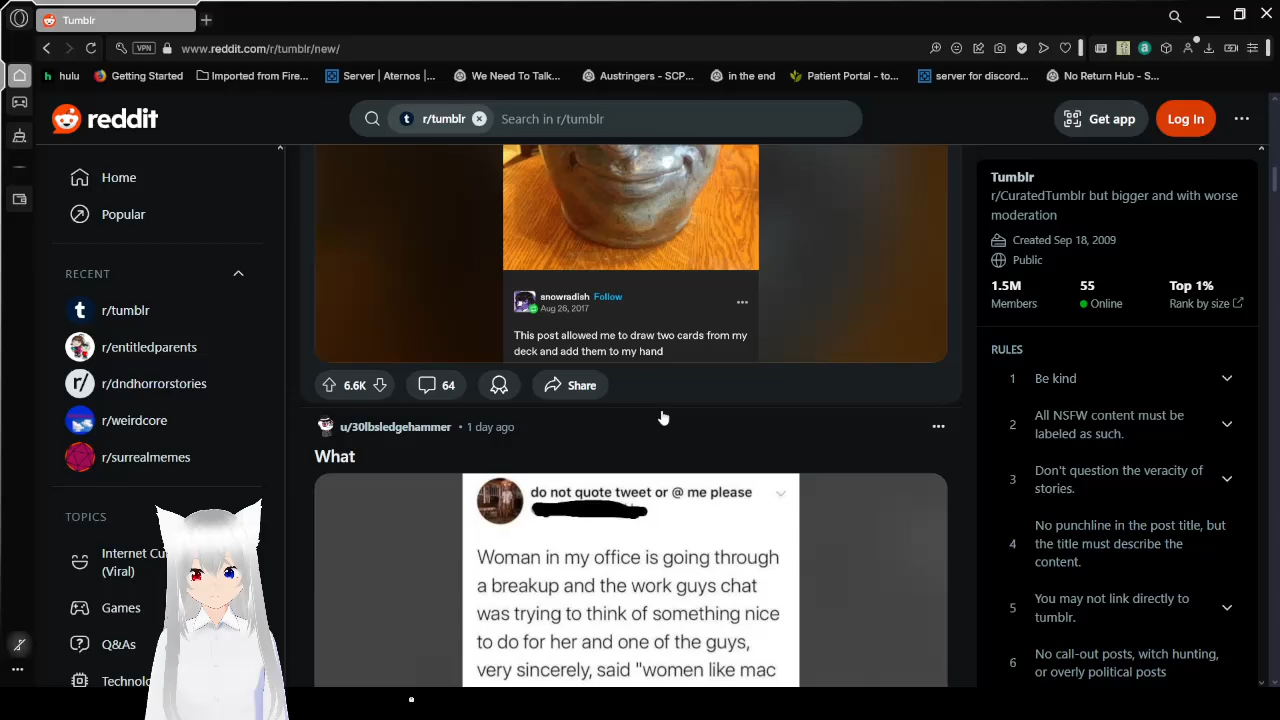 Tumblr
VPN
www.reddit.com/r/tumblr/new/
hulu
Getting Started
Imported from Fire...
Server | Aternos |...
We Need To Talk...
Austringers - SCP...
in the end
Patient Portal - to...
server for discord...
No Return Hub - S...
reddit
r/tumblr
Search in r/tumblr
Get app
Log In
Home
Popular
RECENT
r/tumblr
r/entitledparents
r/dndhorrorstories
r/weirdcore
r/surrealmemes
TOPICS
Internet Cu
(Viral)
Games
Q&As
Technolo
snowradish Follow
Aug 26, 2017
This post allowed me to draw two cards from my
deck and add them to my hand
6.6K
64
Share
u/30lbsledgehammer • 1 day ago
What
do not quote tweet or @ me please
Woman in my office is going through
a breakup and the work guys chat
was trying to think of something nice
to do for her and one of the guys,
very sincerely, said "women like mac
Tumblr
r/CuratedTumblr but bigger and with worse
moderation
Created Sep 18, 2009
Public
1.5M 55 Top 1%
Members Online Rank by size
RULES
1 Be kind
2 All NSFW content must be
labeled as such.
3 Don't question the veracity of
stories.
4 No punchline in the post title, but
the title must describe the
content.
5 You may not link directly to
tumblr.
6 No call-out posts, witch hunting,
or overly political posts